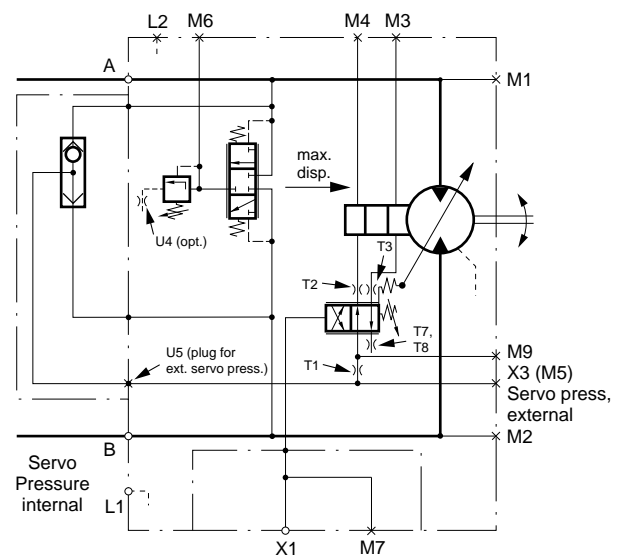 L2 M6 M4 M3
A
M1
max.
disp.
U4 (opt.)
T3
T2
T7,
T8
T1
U5 (plug for
ext. servo press.)
M9
X3 (M5)
Servo press,
external
B
M2
Servo
Pressure
internal
L1
X1 M7